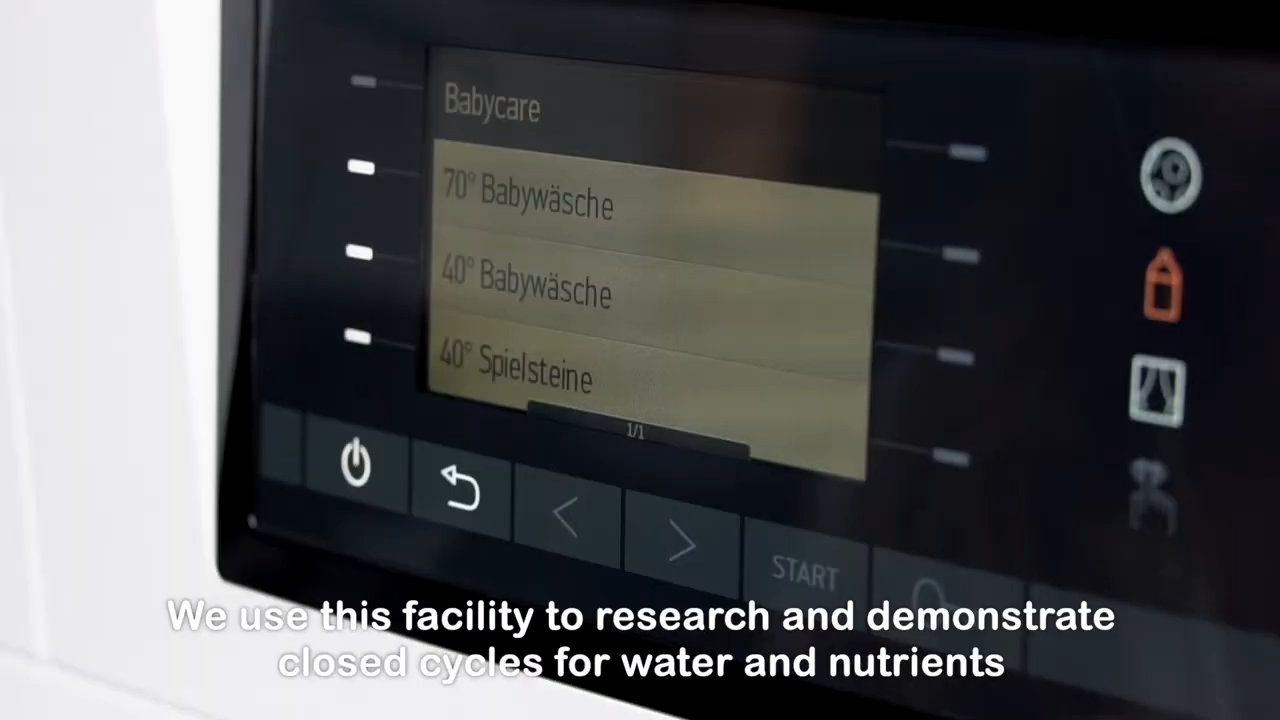 Babycare
70° Babywäsche
40° Babywäsche
40° Spielsteine
1/1
START
We use this facility to research and demonstrate
closed cycles for water and nutrients